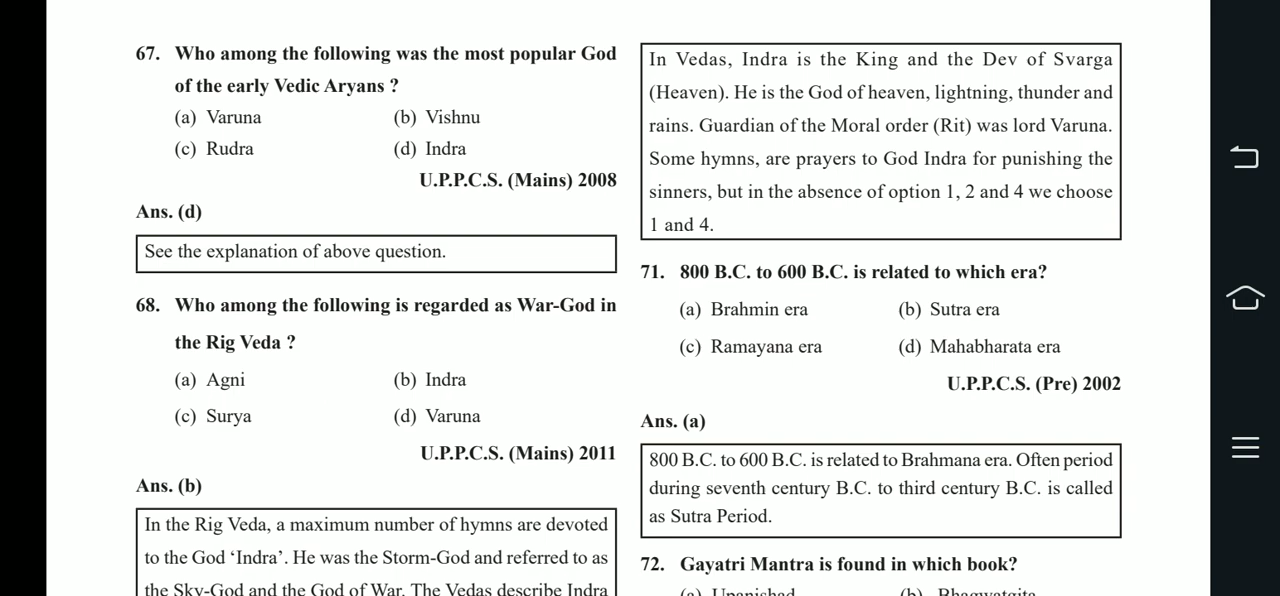 67. Who among the following was the most popular God
of the early Vedic Aryans ?
(a) Varuna (b) Vishnu
(c) Rudra (d) Indra
U.P.P.C.S. (Mains) 2008
Ans. (d)
See the explanation of above question.
68. Who among the following is regarded as War-God in
the Rig Veda ?
(a) Agni (b) Indra
(c) Surya (d) Varuna
U.P.P.C.S. (Mains) 2011
Ans. (b)
In the Rig Veda, a maximum number of hymns are devoted
to the God ‘Indra’. He was the Storm-God and referred to as
the Sky-God and the God of War. The Vedas describe Indra
In Vedas, Indra is the King and the Dev of Svarga
(Heaven). He is the God of heaven, lightning, thunder and
rains. Guardian of the Moral order (Rit) was lord Varuna.
Some hymns, are prayers to God Indra for punishing the
sinners, but in the absence of option 1, 2 and 4 we choose
1 and 4.
71. 800 B.C. to 600 B.C. is related to which era?
(a) Brahmin era (b) Sutra era
(c) Ramayana era (d) Mahabharata era
U.P.P.C.S. (Pre) 2002
Ans. (a)
800 B.C. to 600 B.C. is related to Brahmana era. Often period
during seventh century B.C. to third century B.C. is called
as Sutra Period.
72. Gayatri Mantra is found in which book?
(a) Upanishad (b) Bhagwatgita